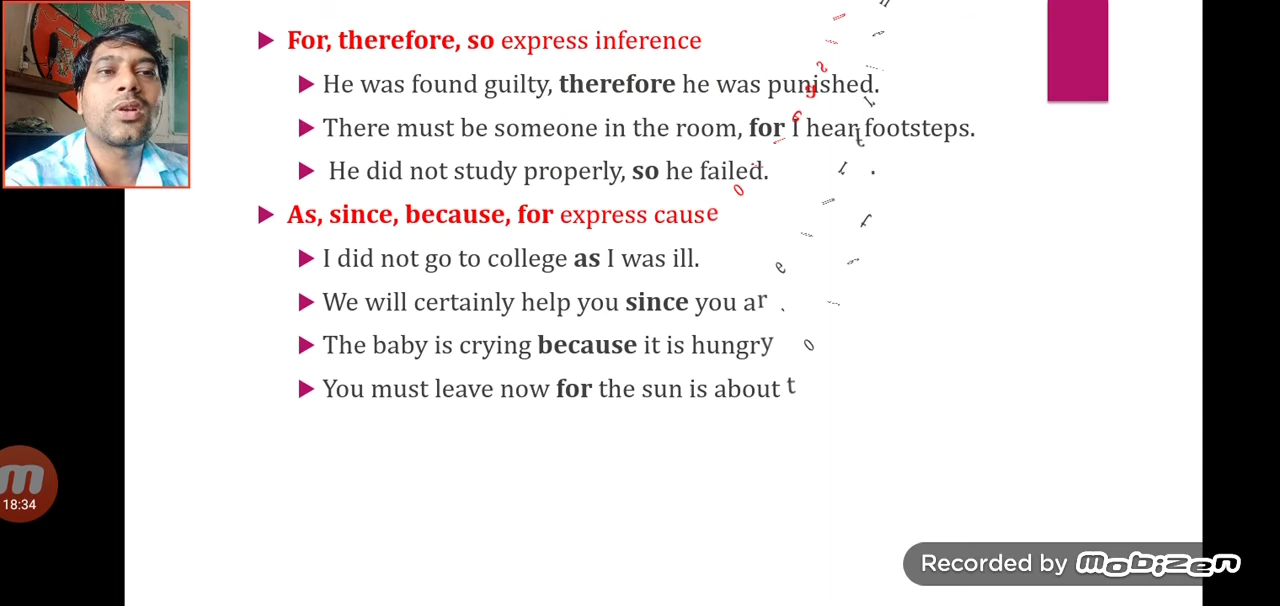 For, therefore, so express inference
He was found guilty, therefore he was punished.
There must be someone in the room, for I hear footsteps.
He did not study properly, so he failed.
As, since, because, for express cause
I did not go to college as I was ill.
We will certainly help you since you ar
The baby is crying because it is hungry
You must leave now for the sun is about t
18:34
Recorded by mobizen